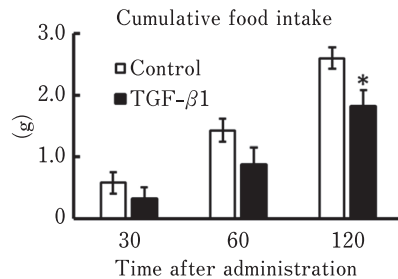 Cumulative food intake
3.0
Control
TGF-β1
2.0
(g)
*
1.0
0
30 60 120
Time after administration